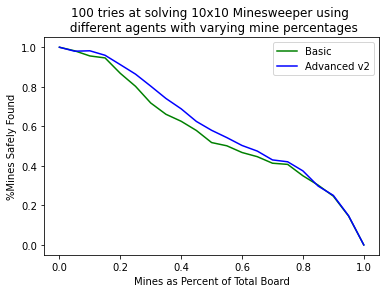 100 tries at solving 10x10 Minesweeper using
different agents with varying mine percentages
Basic
Advanced v2
%Mines Safely Found
1.0
0.8
0.6
0.4
0.2
0.0
0.0 0.2 0.4 0.6 0.8 1.0
Mines as Percent of Total Board